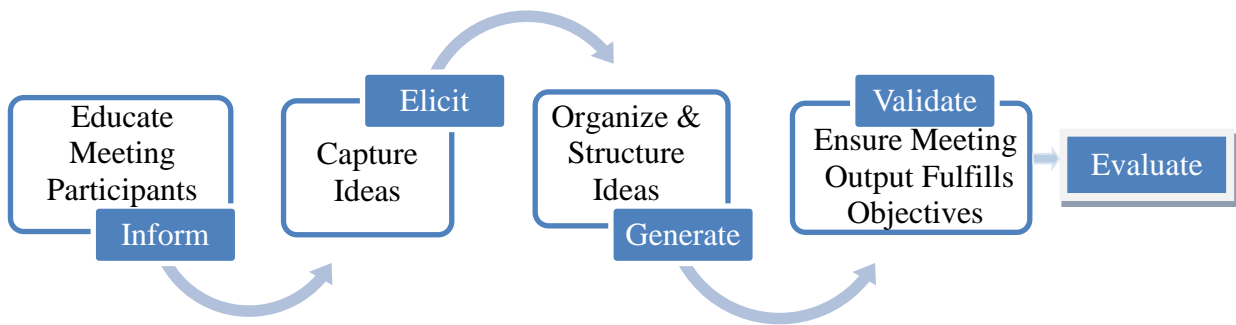 Educate
Meeting
Participants
Inform
Elicit
Capture
Ideas
Organize &
Structure
Ideas
Generate
Validate
Ensure Meeting
Output Fulfills
Objectives
Evaluate